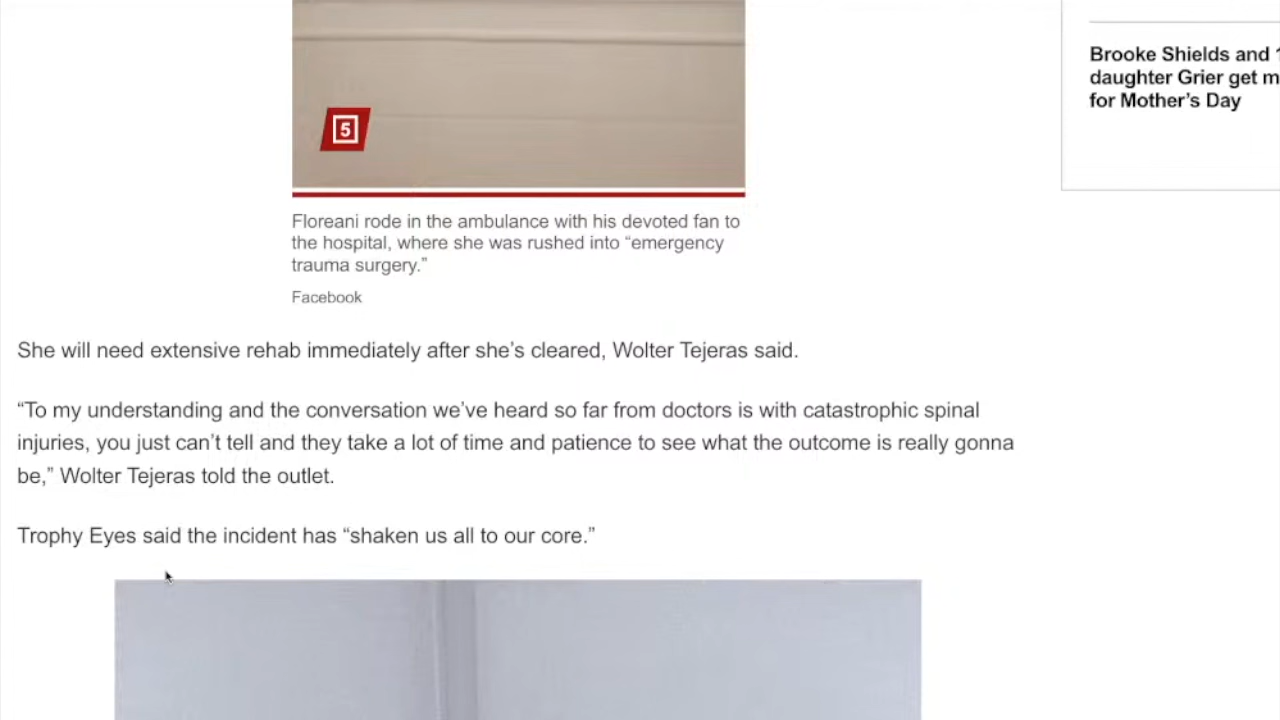 5
Floreani rode in the ambulance with his devoted fan to
the hospital, where she was rushed into “emergency
trauma surgery.”
Facebook
She will need extensive rehab immediately after she’s cleared, Wolter Tejeras said.
“To my understanding and the conversation we’ve heard so far from doctors is with catastrophic spinal
injuries, you just can’t tell and they take a lot of time and patience to see what the outcome is really gonna
be,” Wolter Tejeras told the outlet.
Trophy Eyes said the incident has “shaken us all to our core.”
Brooke Shields and
daughter Grier get
for Mother’s Day